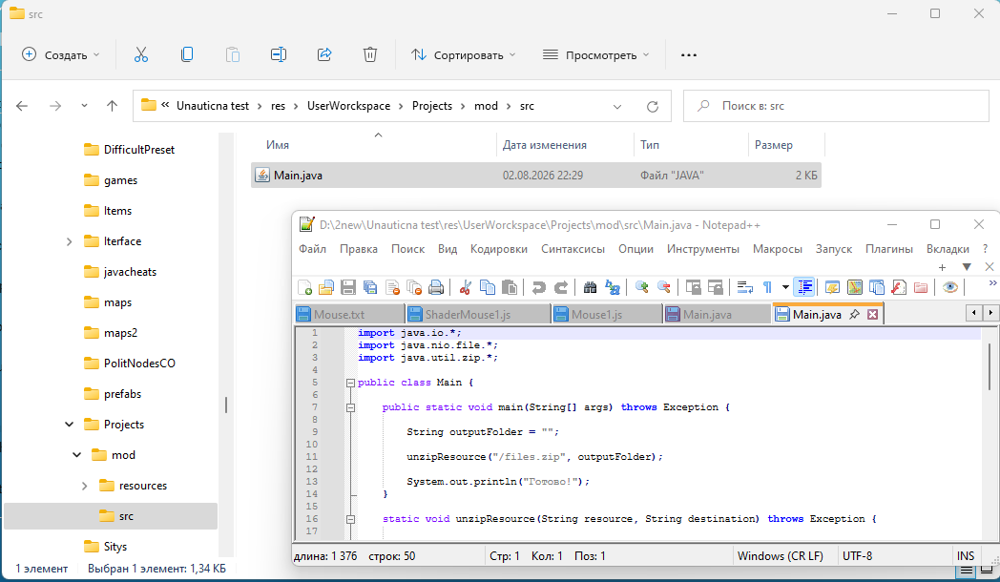 src
Создать
Сортировать
Просмотреть
« Unauticna test › res › UserWorckspace › Projects › mod › src
Поиск в: src
Имя Дата изменения Тип Размер
Main.java 02.08.2026 22:29 Файл "JAVA" 2 КБ
DifficultPreset
games
Items
Iterface
javacheats
maps
maps2
PolitNodesCO
prefabs
Projects
mod
resources
src
Sitys
1 элемент Выбран 1 элемент: 1,34 КБ
D:\2new\Unauticna test\res\UserWorckspace\Projects\mod\src\Main.java - Notepad++
Файл Правка Поиск Вид Кодировки Синтаксисы Опции Инструменты Макросы Запуск Плагины Вкладки ?
Mouse.txt ShaderMouse1.js Mouse1.js Main.java Main.java
1 import java.io.*;
2 import java.nio.file.*;
3 import java.util.zip.*;
4
5 public class Main {
6
7 public static void main(String[] args) throws Exception {
8
9 String outputFolder = "";
10
11 unzipResource("/files.zip", outputFolder);
12
13 System.out.println("Готово!");
14 }
15
16 static void unzipResource(String resource, String destination) throws Exception {
17
длина: 1 376 строк: 50 Стр: 1 Кол: 1 Поз: 1 Windows (CR LF) UTF-8 INS